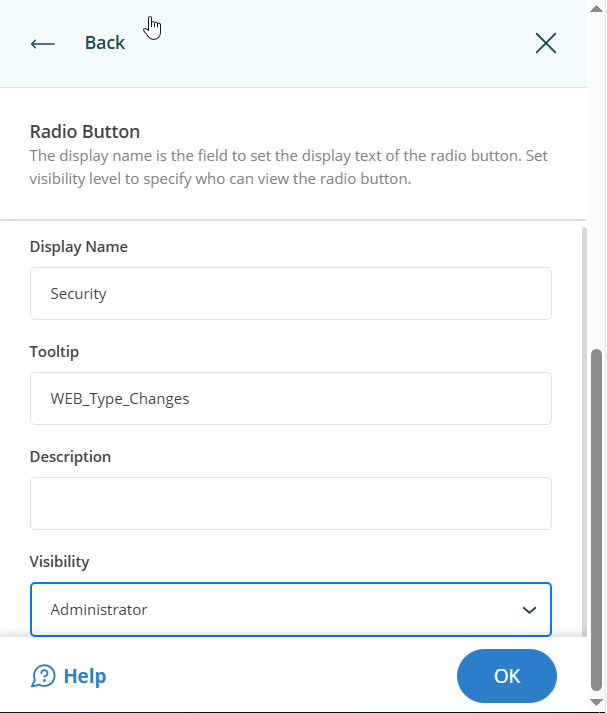 Back
Radio Button
The display name is the field to set the display text of the radio button. Set
visibility level to specify who can view the radio button.
Display Name
Security
Tooltip
WEB_Type_Changes
Description
Visibility
Administrator
Help
OK